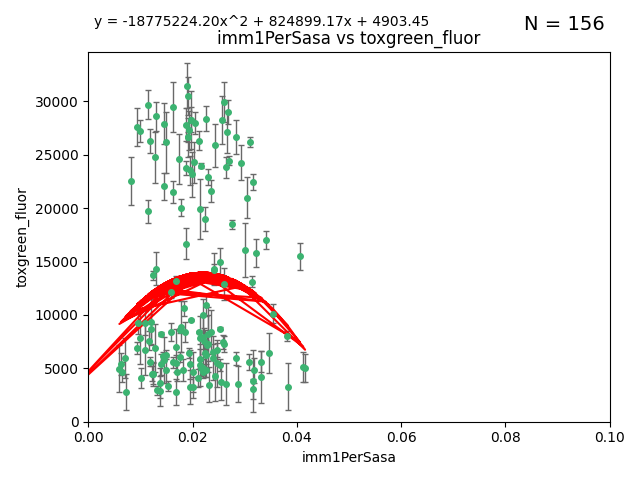 y = -18775224.20x^2 + 824899.17x + 4903.45
N = 156
imm1PerSasa vs toxgreen_fluor
30000
25000
20000
15000
10000
5000
0
toxgreen_fluor
0.00 0.02 0.04 0.06 0.08 0.10
imm1PerSasa